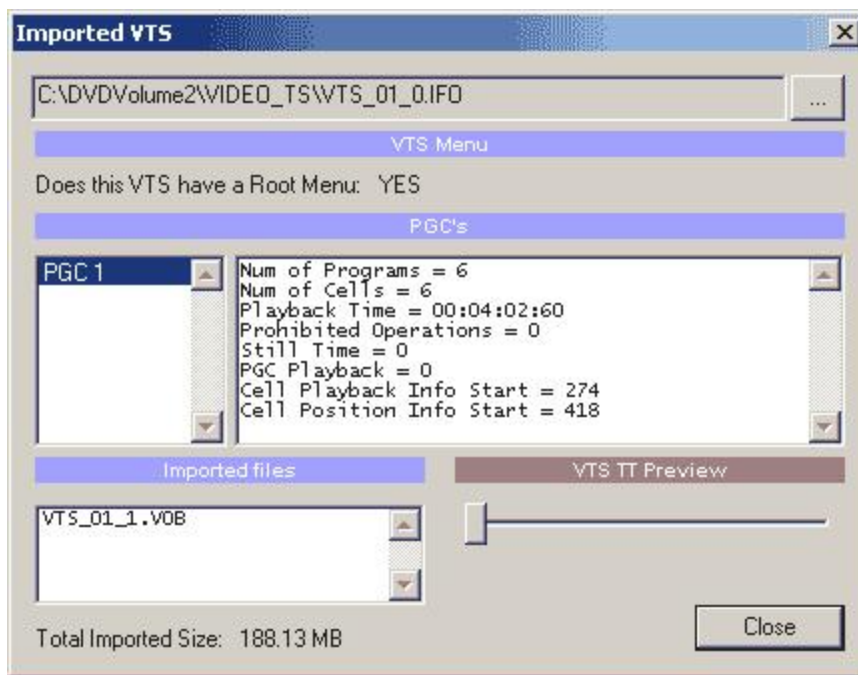 Imported VTS
C:\DVDVolume2\VIDEO_TS\VTS_01_0.IFO
...
VTS Menu
Does this VTS have a Root Menu: YES
PGC's
PGC 1
Num of Programs = 6
Num of Cells = 6
Playback Time = 00:04:02:60
Prohibited Operations = 0
Still Time = 0
PGC Playback = 0
Cell Playback Info Start = 274
Cell Position Info Start = 418
Imported files
VTS TT Preview
VTS_01_1.VOB
Total Imported Size: 188.13 MB
Close